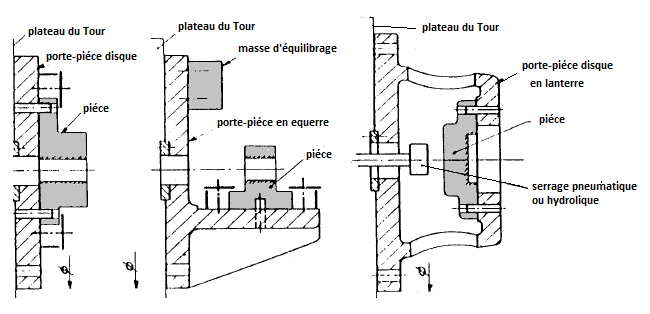 plateau du Tour
porte-piéce disque
piéce
plateau du Tour
masse d'équilibrage
porte-piéce en equerre
piéce
plateau du Tour
porte-piéce disque
en lanterre
piéce
serrage pneumatique
ou hydrolique